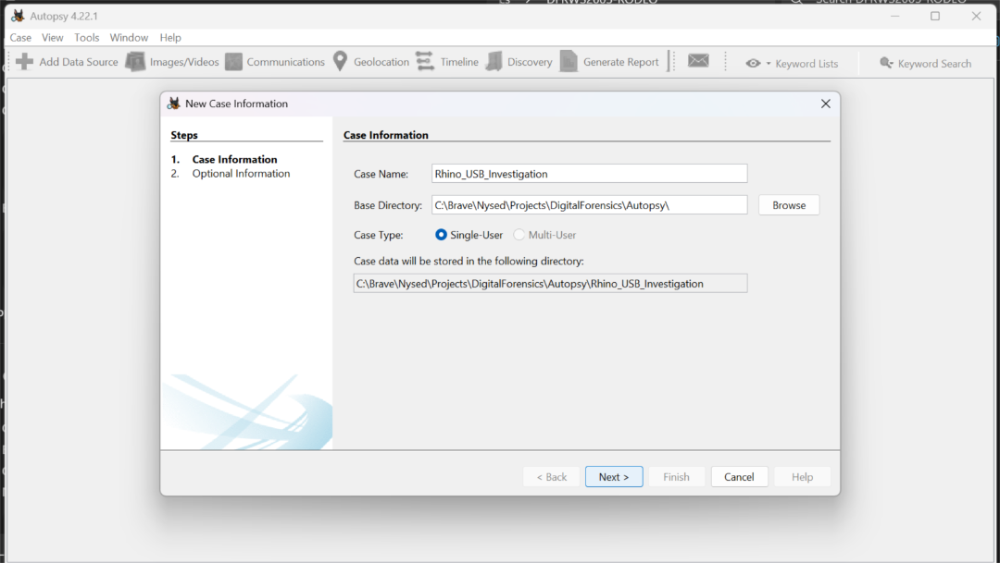 Autopsy 4.22.1
Case View Tools Window Help
Add Data Source Images/Videos Communications Geolocation Timeline Discovery Generate Report Keyword Lists Keyword Search
New Case Information
Steps
1. Case Information
2. Optional Information
Case Information
Case Name: Rhino_USB_Investigation
Base Directory: C:\Brave\Nysed\Projects\DigitalForensics\Autopsy\ Browse
Case Type: Single-User Multi-User
Case data will be stored in the following directory:
C:\Brave\Nysed\Projects\DigitalForensics\Autopsy\Rhino_USB_Investigation
< Back Next > Finish Cancel Help